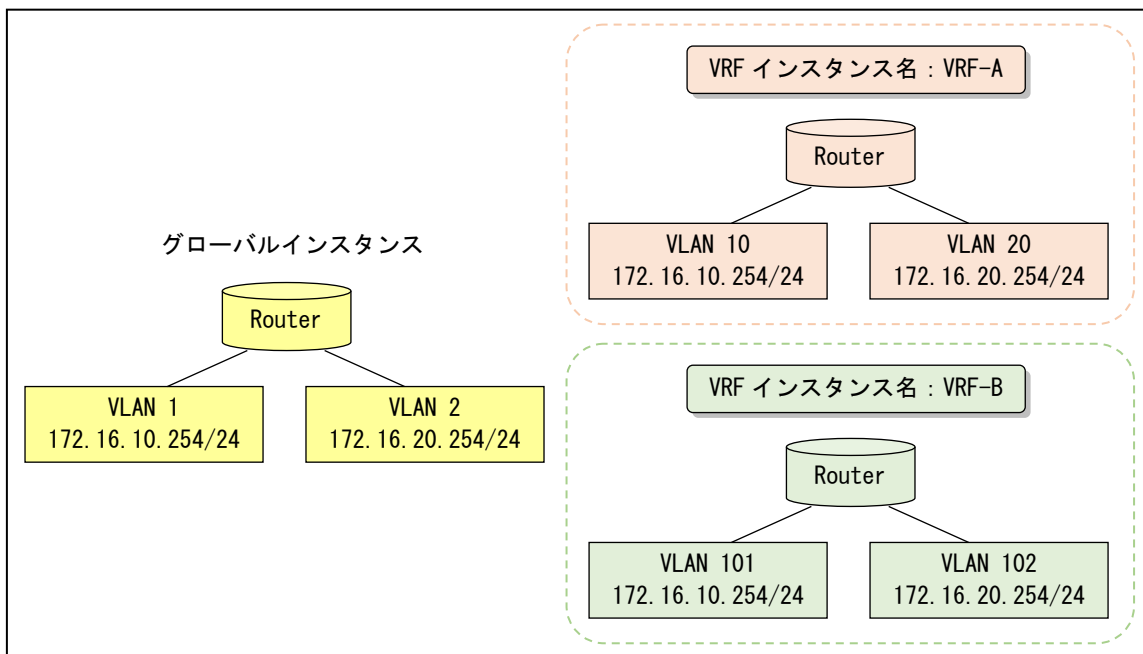 グローバルインスタンス
Router
VLAN 1
172.16.10.254/24
VLAN 2
172.16.20.254/24
VRF インスタンス名：VRF-A
Router
VLAN 10
172.16.10.254/24
VLAN 20
172.16.20.254/24
VRF インスタンス名：VRF-B
Router
VLAN 101
172.16.10.254/24
VLAN 102
172.16.20.254/24